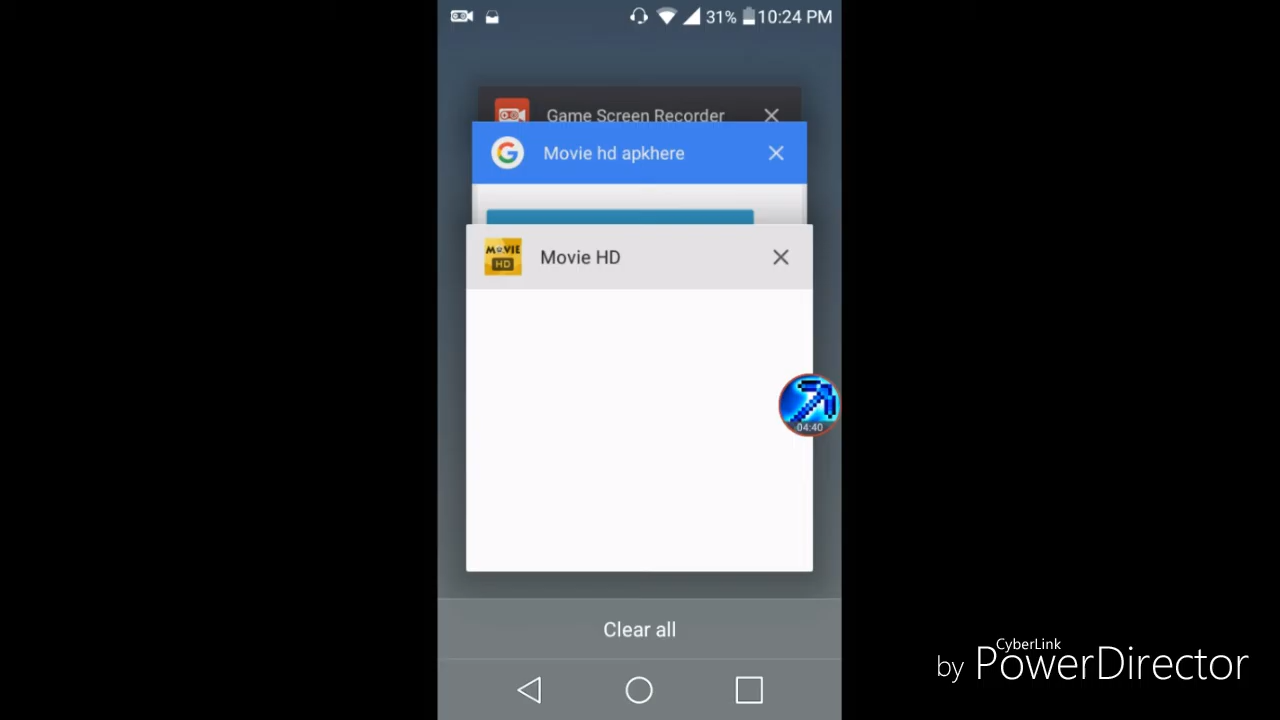 31% 10:24 PM
Game Screen Recorder
Movie hd apkhere
MOVIE
HD
Movie HD
04:40
Clear all
CyberLink
by PowerDirector